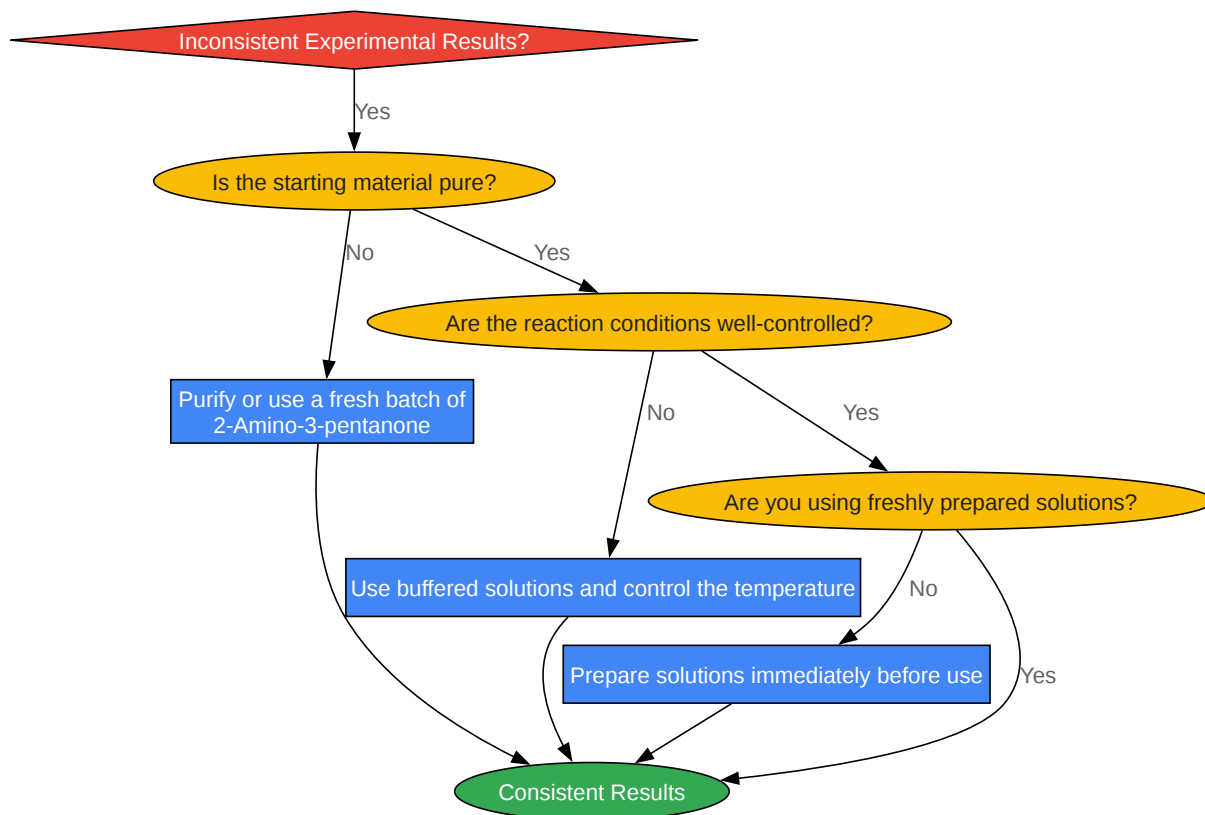 Inconsistent Experimental Results?
Yes
Is the starting material pure?
No
Yes
Are the reaction conditions well-controlled?
Purify or use a fresh batch of
2-Amino-3-pentanone
No
Yes
Are you using freshly prepared solutions?
Use buffered solutions and control the temperature
No
Prepare solutions immediately before use
Yes
Consistent Results